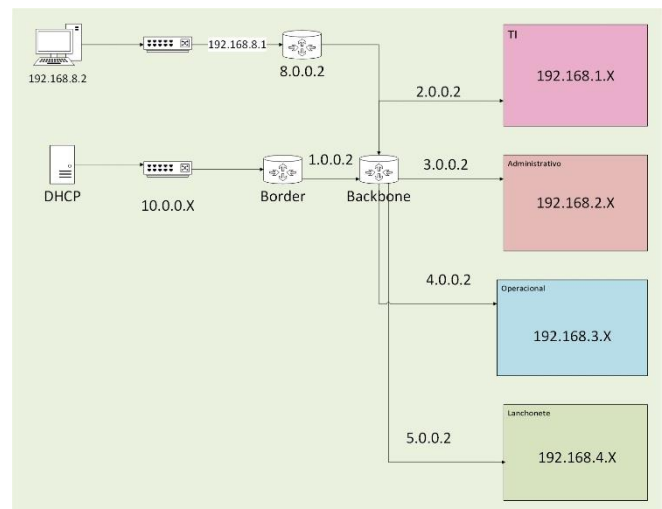 192.168.8.2
192.168.8.1
8.0.0.2
TI
192.168.1.X
2.0.0.2
DHCP
10.0.0.X
Border
1.0.0.2
Backbone
3.0.0.2
Administrativo
192.168.2.X
4.0.0.2
Operacional
192.168.3.X
5.0.0.2
Lanchonete
192.168.4.X